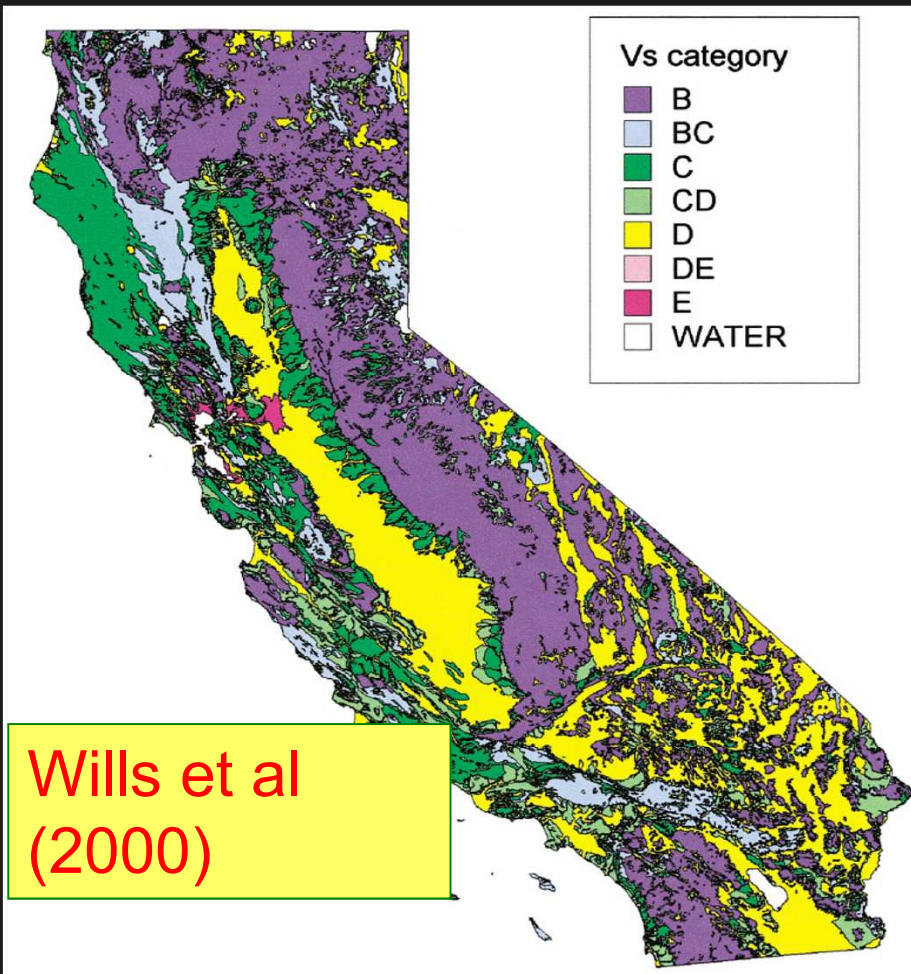 Vs category
B
BC
C
CD
D
DE
E
WATER
Wills et al
(2000)